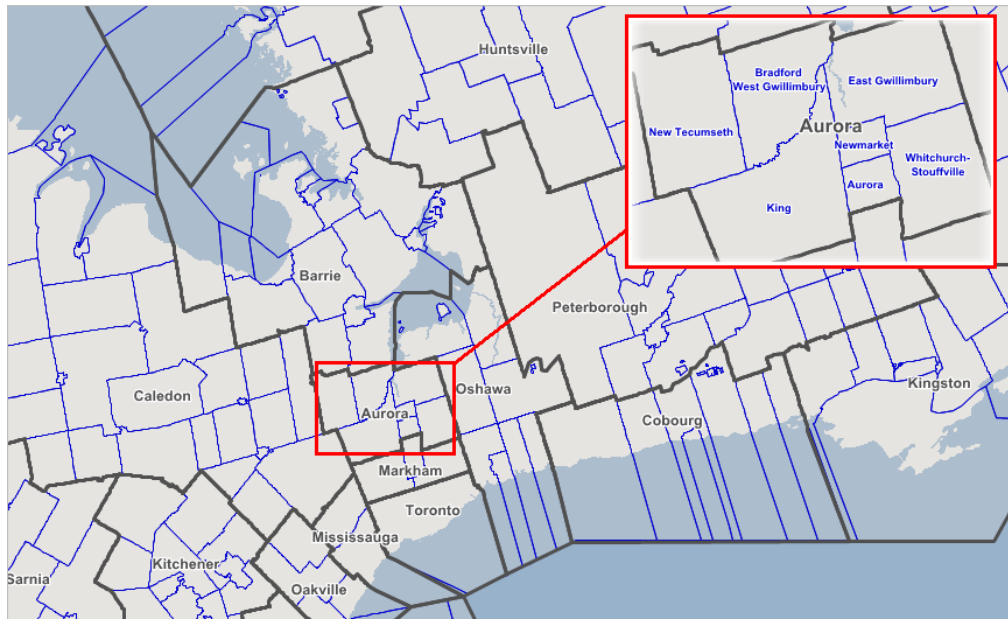 Huntsville
Bradford
West Gwillimbury
East Gwillimbury
New Tecumseth
Aurora
Newmarket
Whitchurch-
Stouffville
Aurora
King
Barrie
Peterborough
Caledon
Oshawa
Kingston
Aurora
Cobourg
Markham
Toronto
Mississauga
Kitchener
Sarnia
Oakville